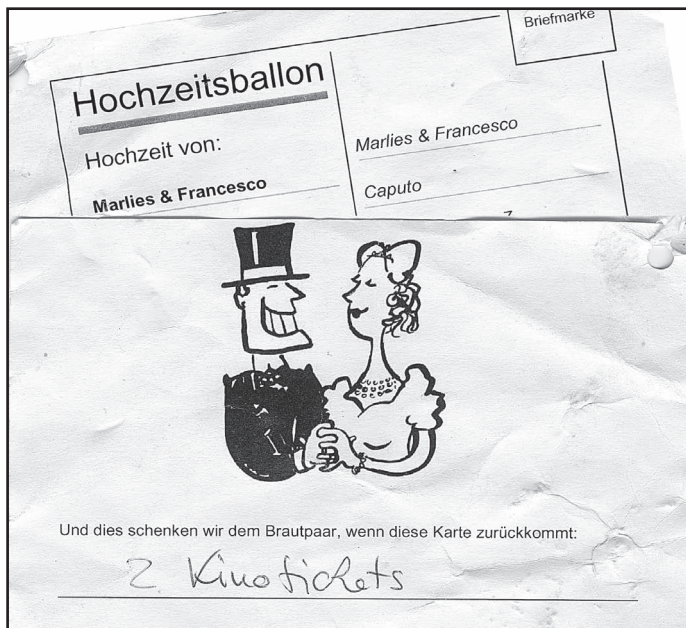 Briefmarke
Hochzeitsballon
Hochzeit von:
Marlies & Francesco
Marlies & Francesco
Caputo
Und dies schenken wir dem Brautpaar, wenn diese Karte zurückkommt:
2 Kinotickets